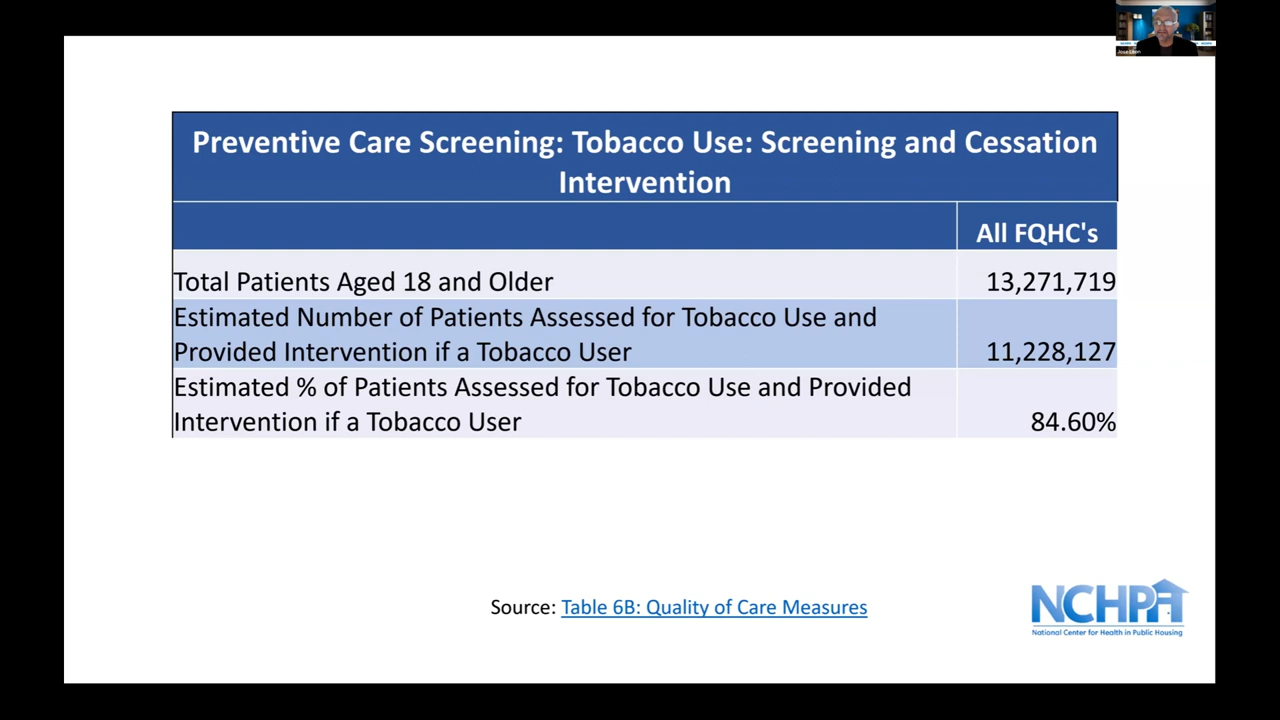 Preventive Care Screening: Tobacco Use: Screening and Cessation
Intervention
All FQHC's
Total Patients Aged 18 and Older
13,271,719
Estimated Number of Patients Assessed for Tobacco Use and
Provided Intervention if a Tobacco User
11,228,127
Estimated % of Patients Assessed for Tobacco Use and Provided
Intervention if a Tobacco User
84.60%
Source: Table 6B: Quality of Care Measures
NCHPH
National Center for Health in Public Housing